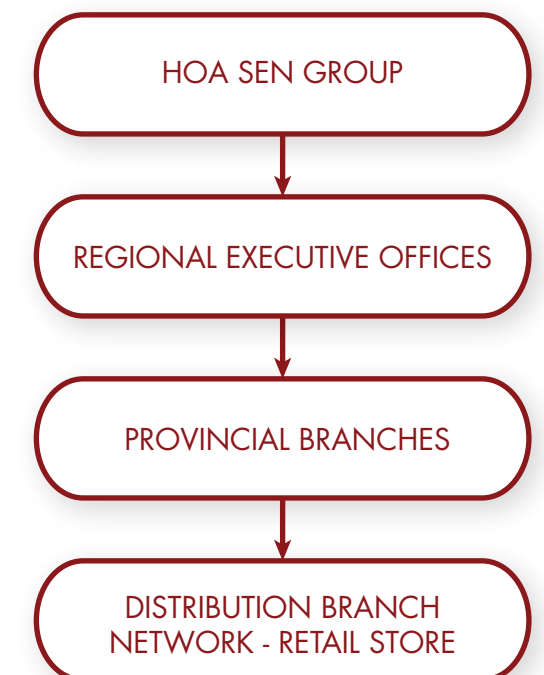 HOA SEN GROUP
REGIONAL EXECUTIVE OFFICES
PROVINCIAL BRANCHES
DISTRIBUTION BRANCH
NETWORK - RETAIL STORE